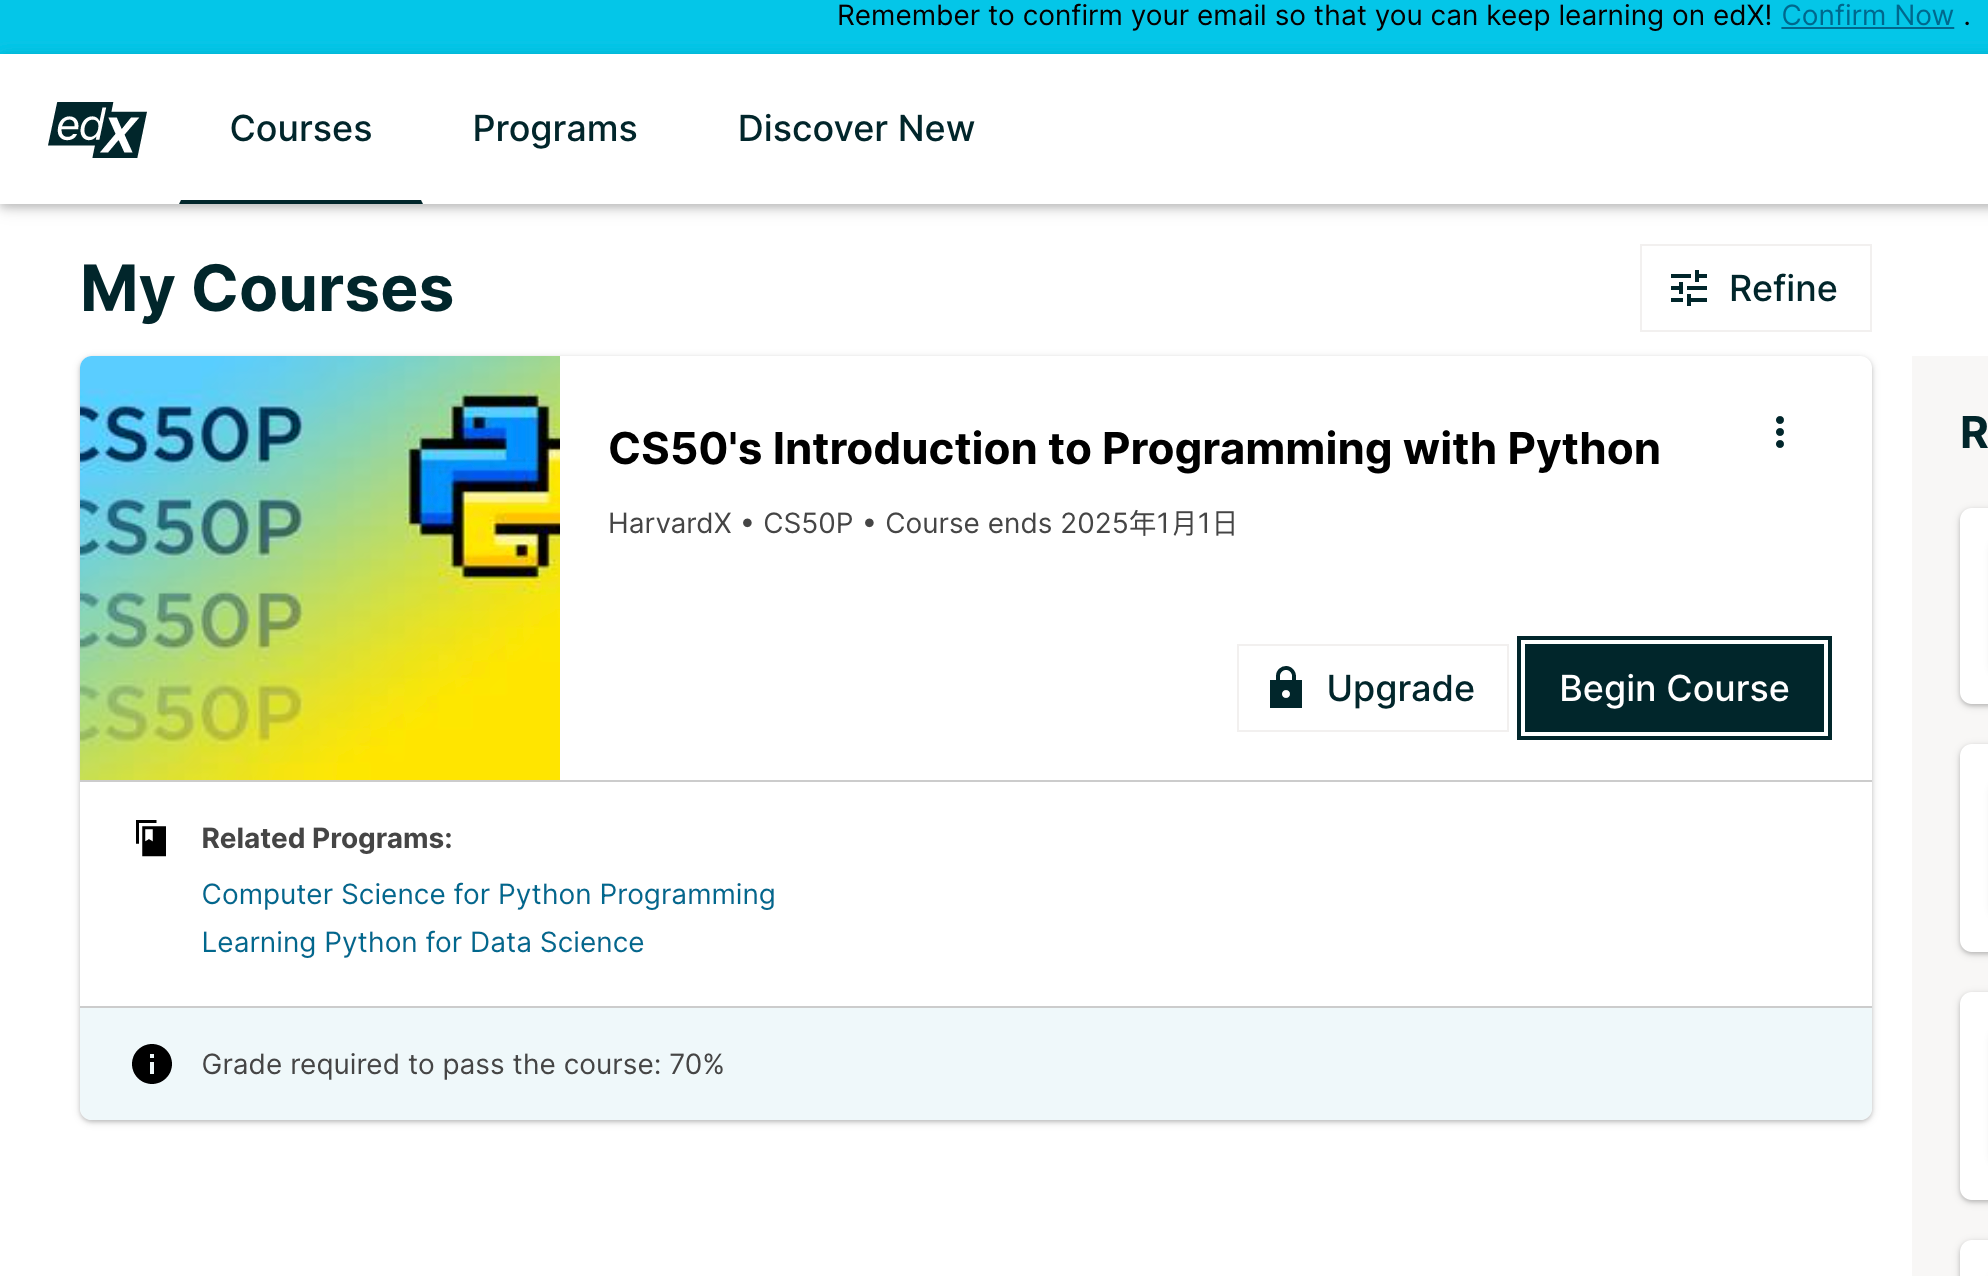 Remember to confirm your email so that you can keep learning on edX! Confirm Now .
edX
Courses
Programs
Discover New
My Courses
Refine
CS50P
CS50P
CS50P
CS50P
CS50's Introduction to Programming with Python
HarvardX • CS50P • Course ends 2025年1月1日
Upgrade
Begin Course
Related Programs:
Computer Science for Python Programming
Learning Python for Data Science
Grade required to pass the course: 70%